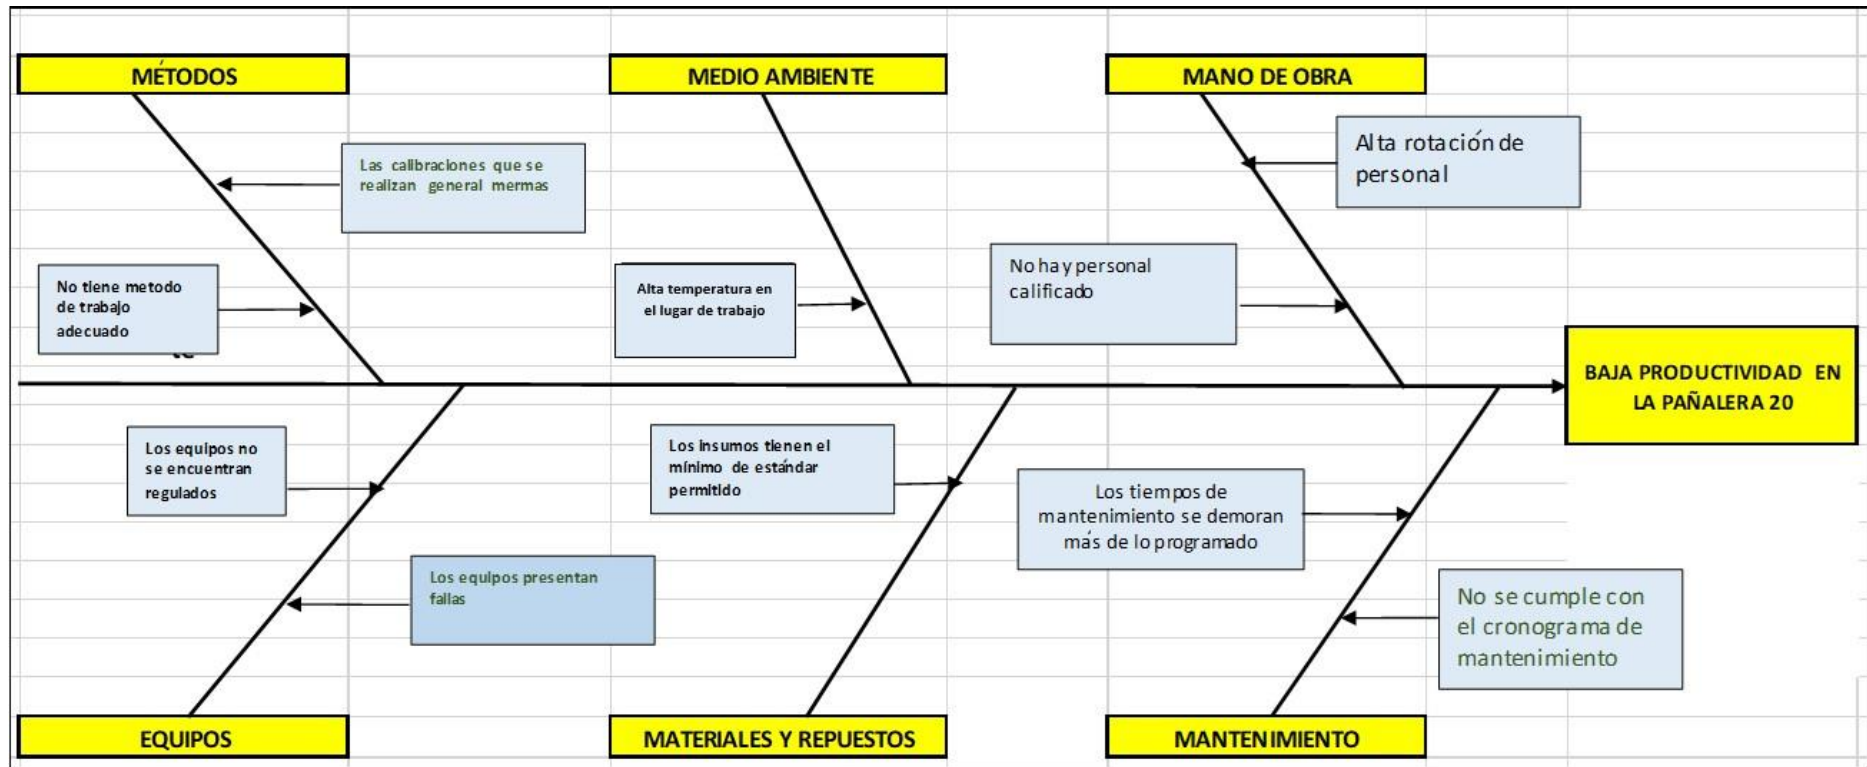 MÉTODOS
MEDIO AMBIENTE
MANO DE OBRA
Las calibraciones que se
realizan general mermas
Alta rotación de
personal
No tiene metodo
de trabajo
adecuado
Alta temperatura en
el lugar de trabajo
No hay personal
calificado
BAJA PRODUCTIVIDAD EN
LA PAÑALERA 20
Los equipos no
se encuentran
regulados
Los insumos tienen el
mínimo de estándar
permitido
Los tiempos de
mantenimiento se demoran
más de lo programado
Los equipos presentan
fallas
No se cumple con
el cronograma de
mantenimiento
EQUIPOS
MATERIALES Y REPUESTOS
MANTENIMIENTO